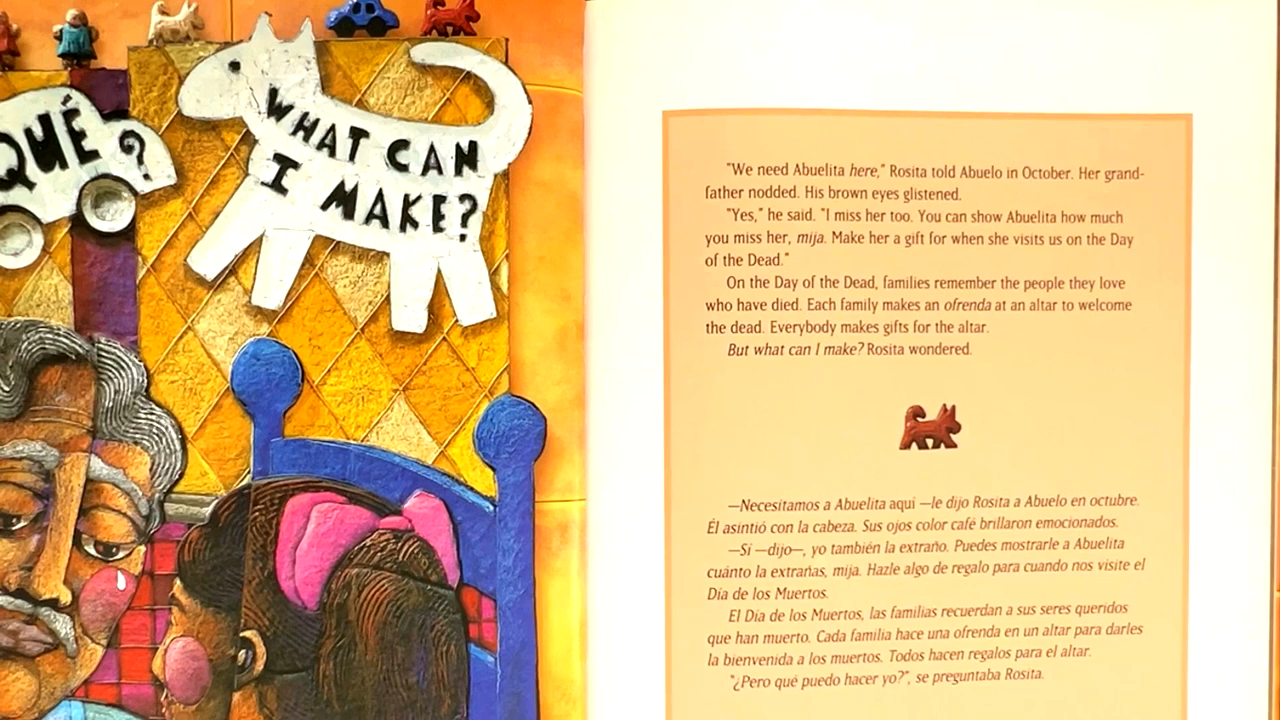 QUÉ?
WHAT CAN
I MAKE?
"We need Abuelita here," Rosita told Abuelo in October. Her grand-
father nodded. His brown eyes glistened.
"Yes," he said. "I miss her too. You can show Abuelita how much
you miss her, mija. Make her a gift for when she visits us on the Day
of the Dead."
On the Day of the Dead, families remember the people they love
who have died. Each family makes an ofrenda at an altar to welcome
the dead. Everybody makes gifts for the altar.
But what can I make? Rosita wondered.
—Necesitamos a Abuelita aquí —le dijo Rosita a Abuelo en octubre.
Él asintió con la cabeza. Sus ojos color café brillaron emocionados.
—Sí —dijo—, yo también la extraño. Puedes mostrarle a Abuelita
cuánto la extrañas, mija. Hazle algo de regalo para cuando nos visite el
Día de los Muertos.
El Día de los Muertos, las familias recuerdan a sus seres queridos
que han muerto. Cada familia hace una ofrenda en un altar para darles
la bienvenida a los muertos. Todos hacen regalos para el altar.
"¿Pero qué puedo hacer yo?", se preguntaba Rosita.